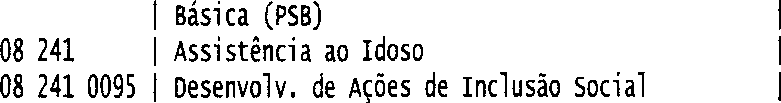 | Básica (PSB) |
08 241 | Assistência ao Idoso |
08 241 0095 | Desenvolv. de Ações de Inclusão Social |